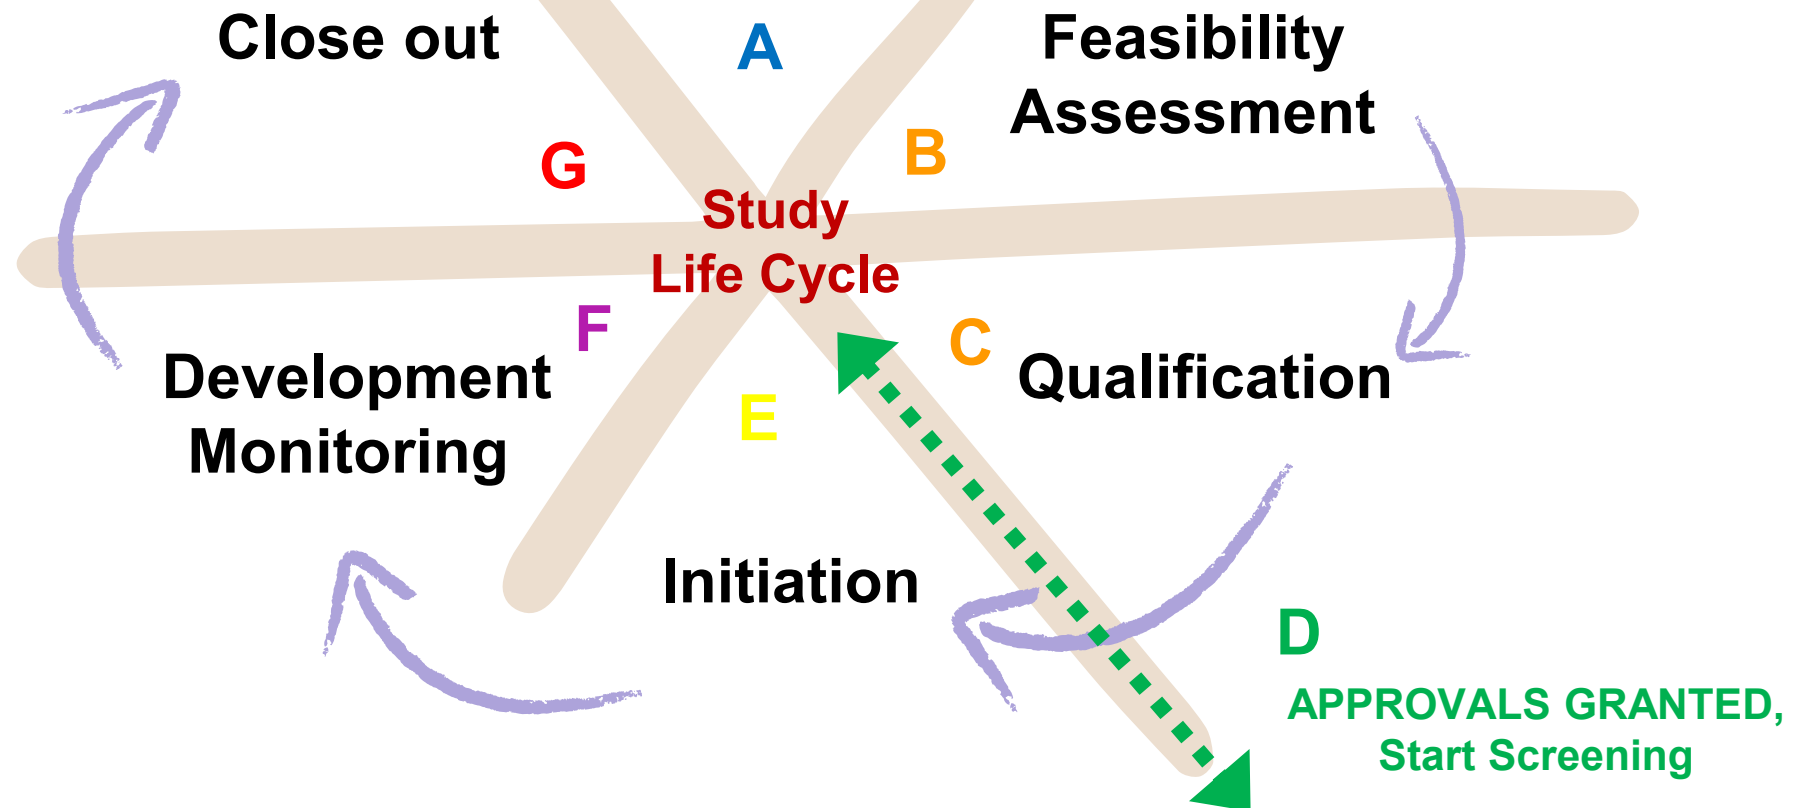 Close out
A
Feasibility
Assessment
G
B
Study
Life Cycle
F
C
Development
Monitoring
E
Qualification
Initiation
D
APPROVALS GRANTED,
Start Screening